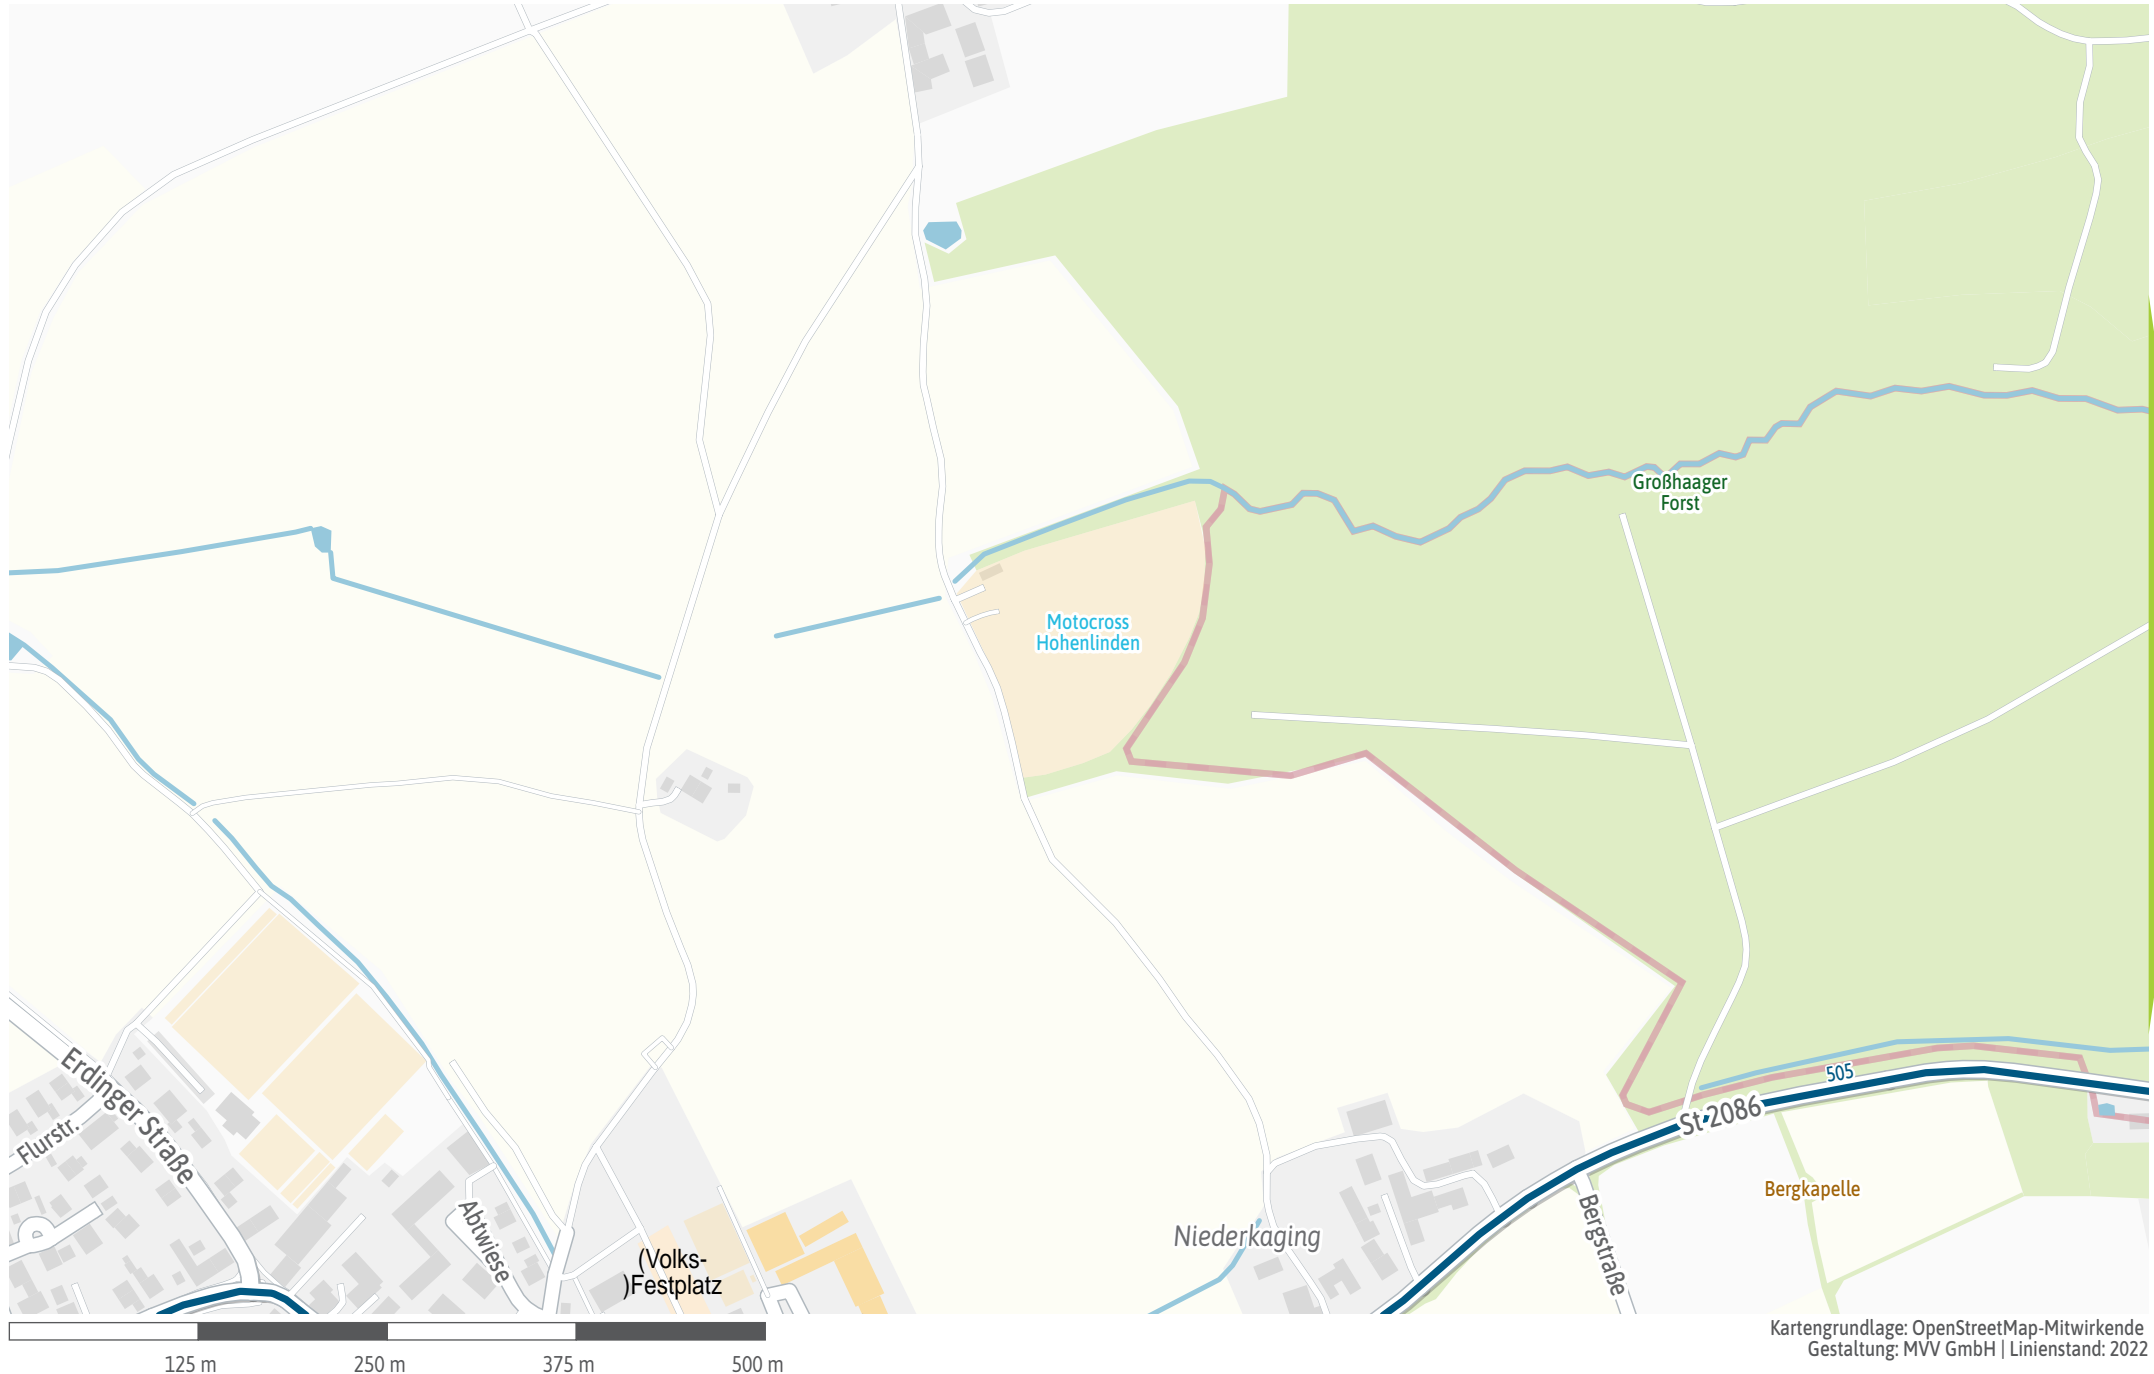 Großhaager
Forst
Motocross
Hohenlinden
505
St 2086
Erdinger Straße
Flurstr.
Abtwiese
Bergkapelle
Bergstraße
Niederkaging
(Volks-
)Festplatz
125 m
250 m
375 m
500 m
Kartengrundlage: OpenStreetMap-Mitwirkende
Gestaltung: MVV GmbH | Linienstand: 2022